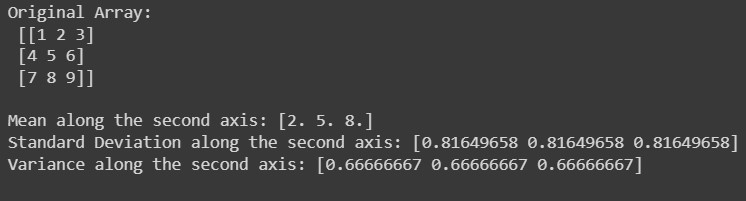 Original Array:
[[1 2 3]
[4 5 6]
[7 8 9]]
Mean along the second axis: [2. 5. 8.]
Standard Deviation along the second axis: [0.81649658 0.81649658 0.81649658]
Variance along the second axis: [0.66666667 0.66666667 0.66666667]